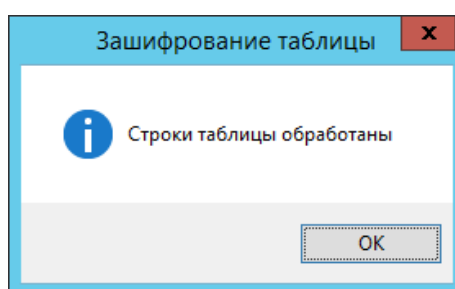 Зашифрование таблицы
Строки таблицы обработаны
OK